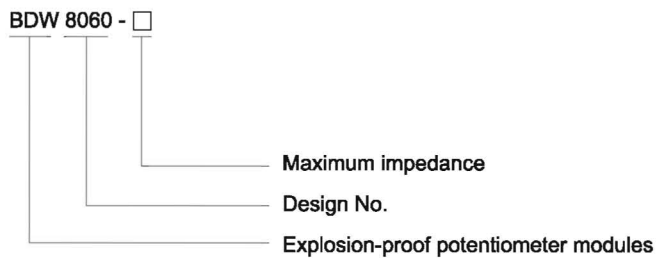 BDW 8060 - □
Maximum impedance
Design No.
Explosion-proof potentiometer modules